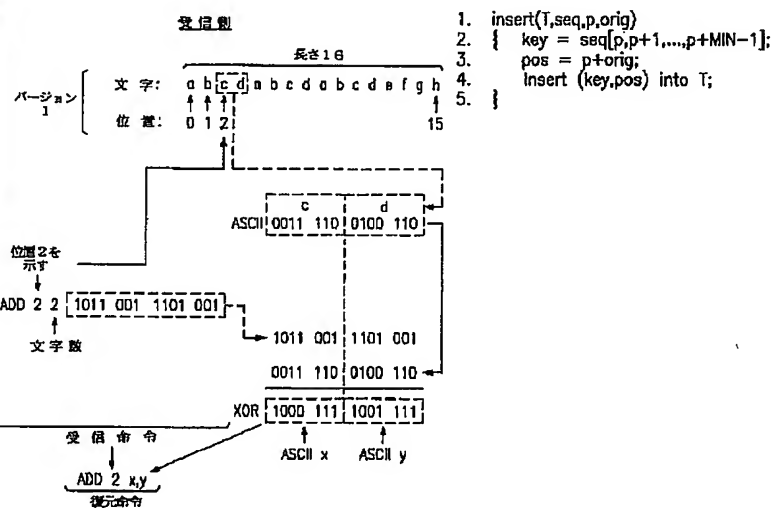 受信側
長さ16
バージョン
1
文字: a b c d a b c d a b c d e f g h
位置: 0 1 2 15
c d
ASCII 0011 110 0100 110
位置2を
示す
ADD 2 2 1011 001 1101 001
文字数
1011 001 1101 001
0011 110 0100 110
XOR 1000 111 1001 111
受信命令
ASCII x ASCII y
ADD 2 x,y
復元命令
1. insert(T,seq,p,orig)
2. { key = seq[p,p+1,...,p+MIN-1];
3. pos = p+orig;
4. Insert (key,pos) into T;
5. }